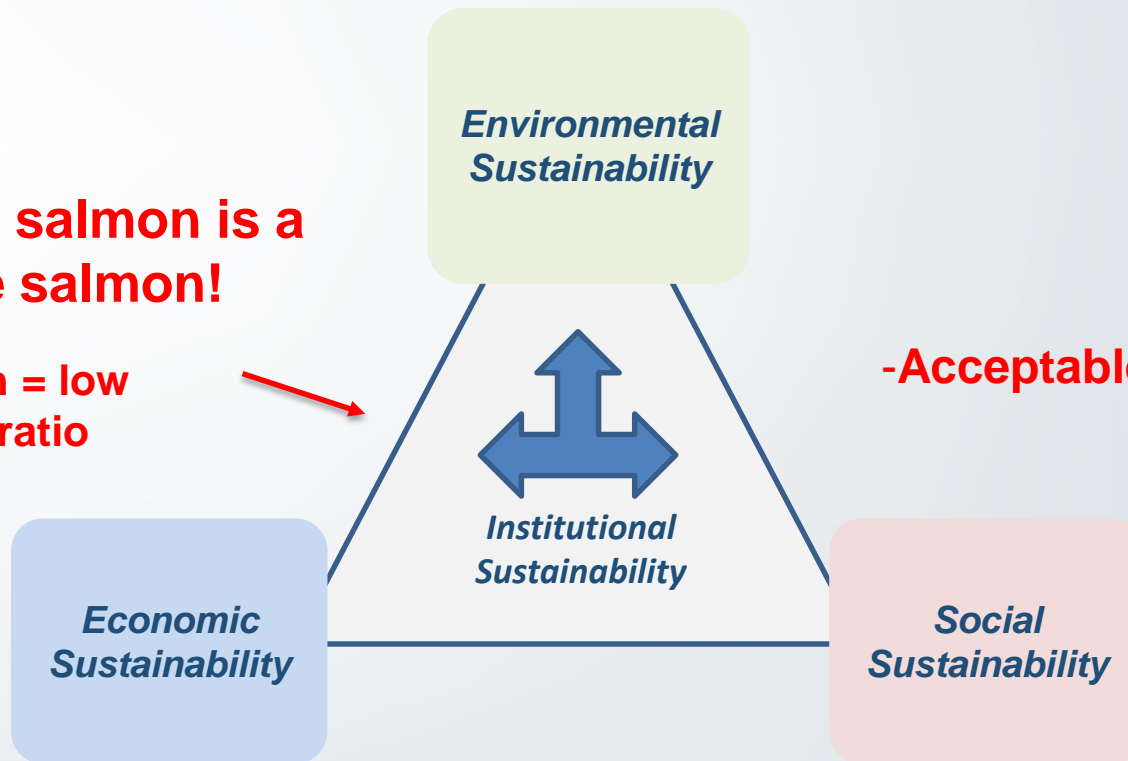 Environmental
Sustainability
salmon is a
salmon!
= low
ratio
-Acceptable
Institutional
Sustainability
Economic
Sustainability
Social
Sustainability